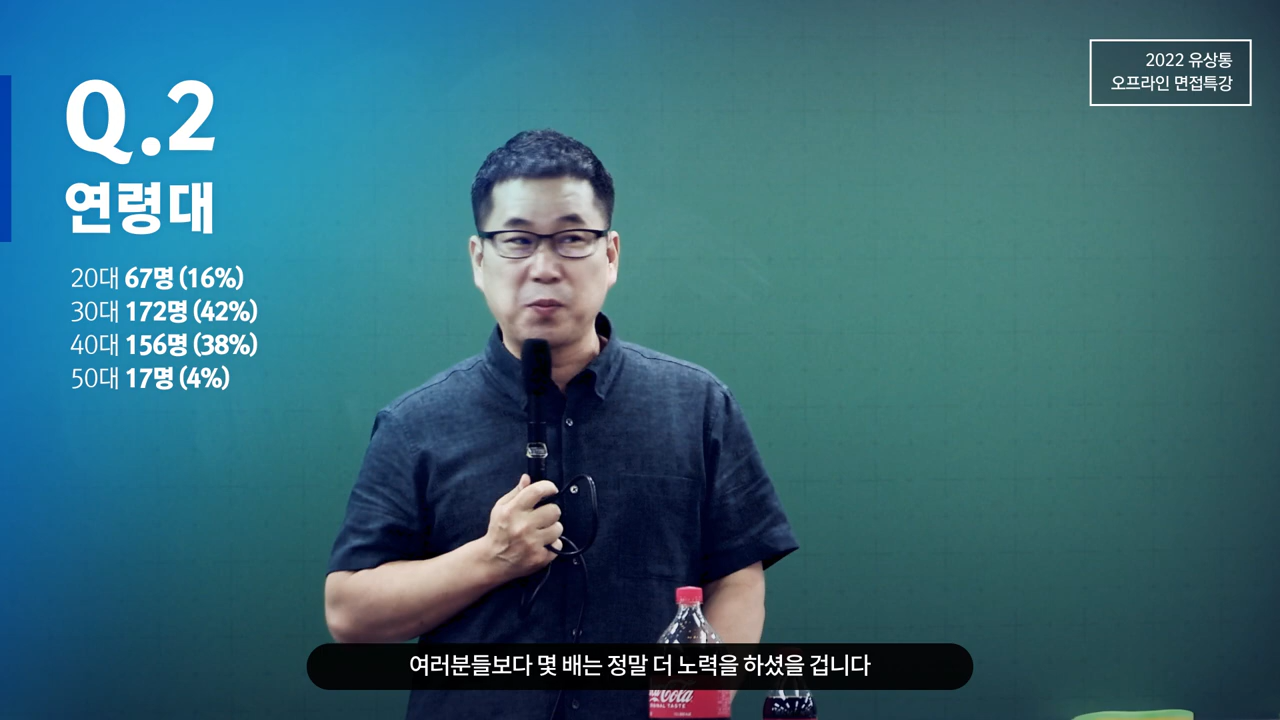 Q.2
연령대
20대 67명 (16%)
30대 172명 (42%)
40대 156명 (38%)
50대 17명 (4%)
2022 유상통
오프라인 면접특강
여러분들보다 몇 배는 정말 더 노력을 하셨을 겁니다
Cola
ORIGINAL TASTE